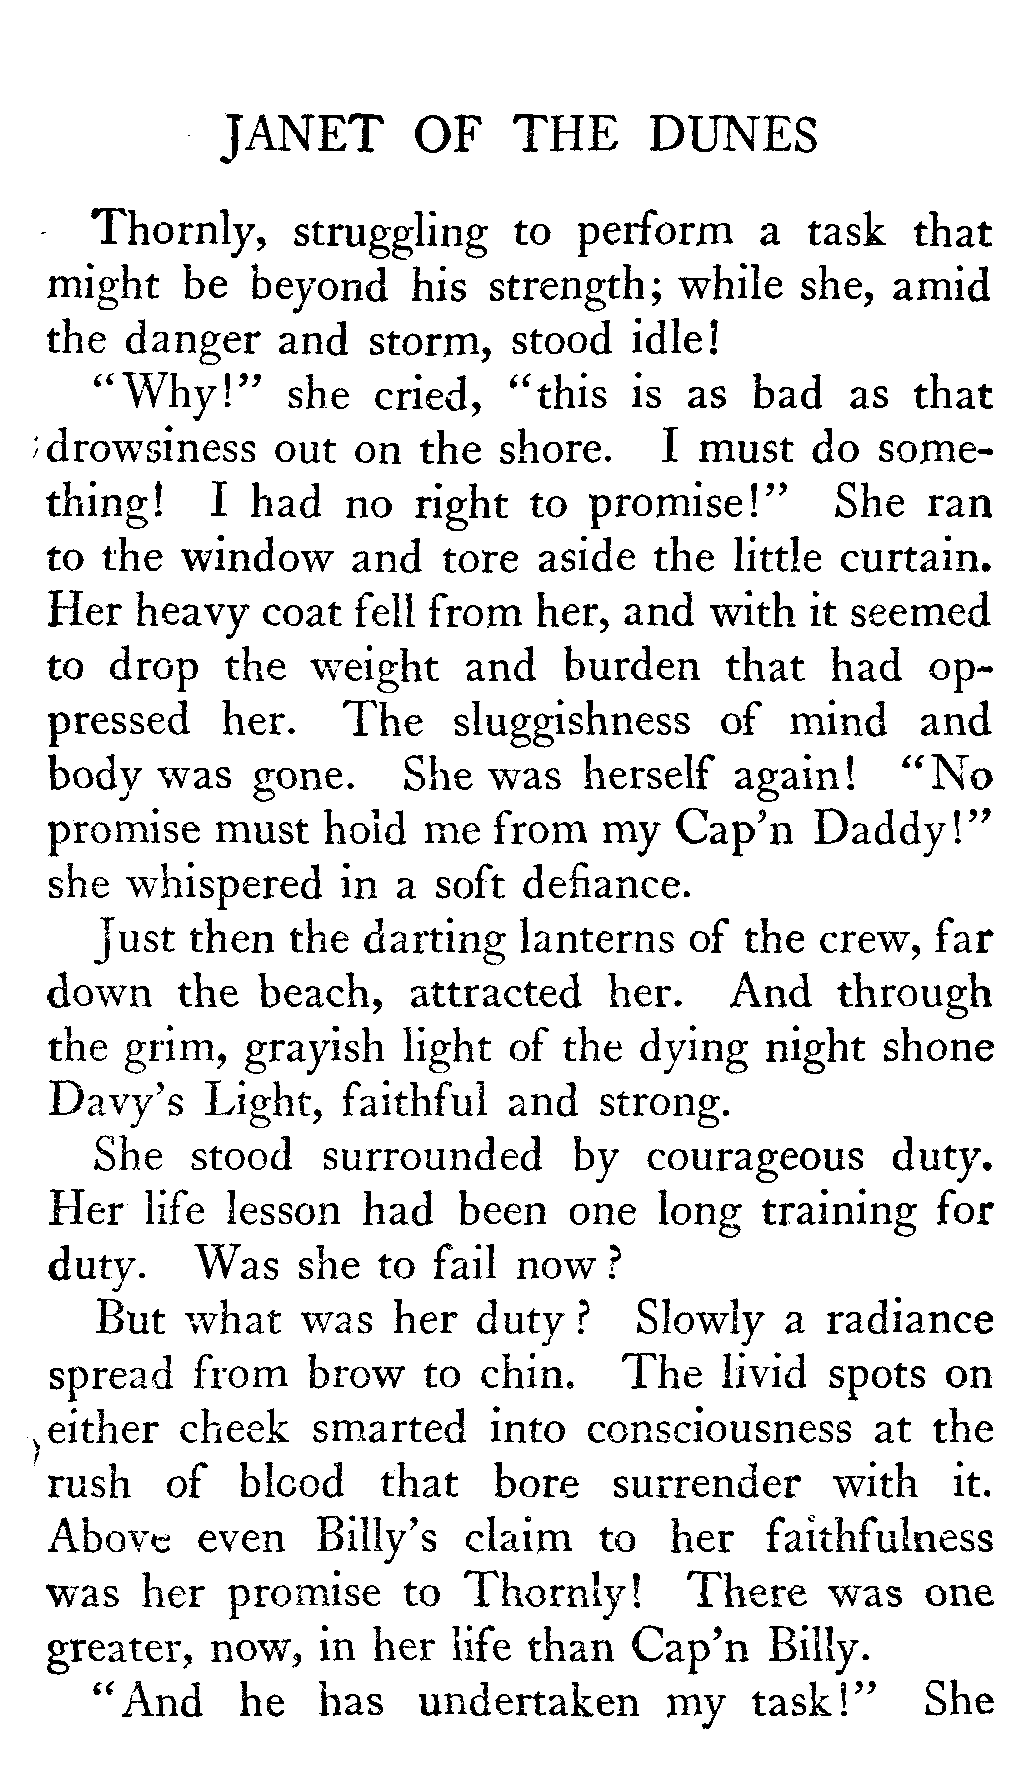 JANET OF THE DUNES
Thornly, struggling to perform a task that
might be beyond his strength; while she, amid
the danger and storm, stood idle!
"Why!" she cried, "this is as bad as that
drowsiness out on the shore. I must do some-
thing! I had no right to promise!" She ran
to the window and tore aside the little curtain.
Her heavy coat fell from her, and with it seemed
to drop the weight and burden that had op-
pressed her. The sluggishness of mind and
body was gone. She was herself again! "No
promise must hold me from my Cap'n Daddy!"
she whispered in a soft defiance.
Just then the darting lanterns of the crew, far
down the beach, attracted her. And through
the grim, grayish light of the dying night shone
Davy's Light, faithful and strong.
She stood surrounded by courageous duty.
Her life lesson had been one long training for
duty. Was she to fail now?
But what was her duty? Slowly a radiance
spread from brow to chin. The livid spots on
either cheek smarted into consciousness at the
rush of blood that bore surrender with it.
Above even Billy's claim to her faithfulness
was her promise to Thornly! There was one
greater, now, in her life than Cap'n Billy.
"And he has undertaken my task!" She